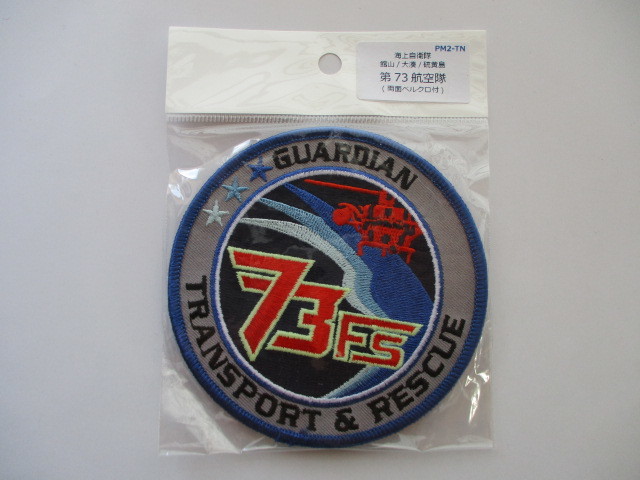 PM2-TN
海上自衛隊
館山/大湊/硫黄島
第73航空隊
(両面ベルクロ付)
GUARDIAN
73FS
TRANSPORT & RESCUE